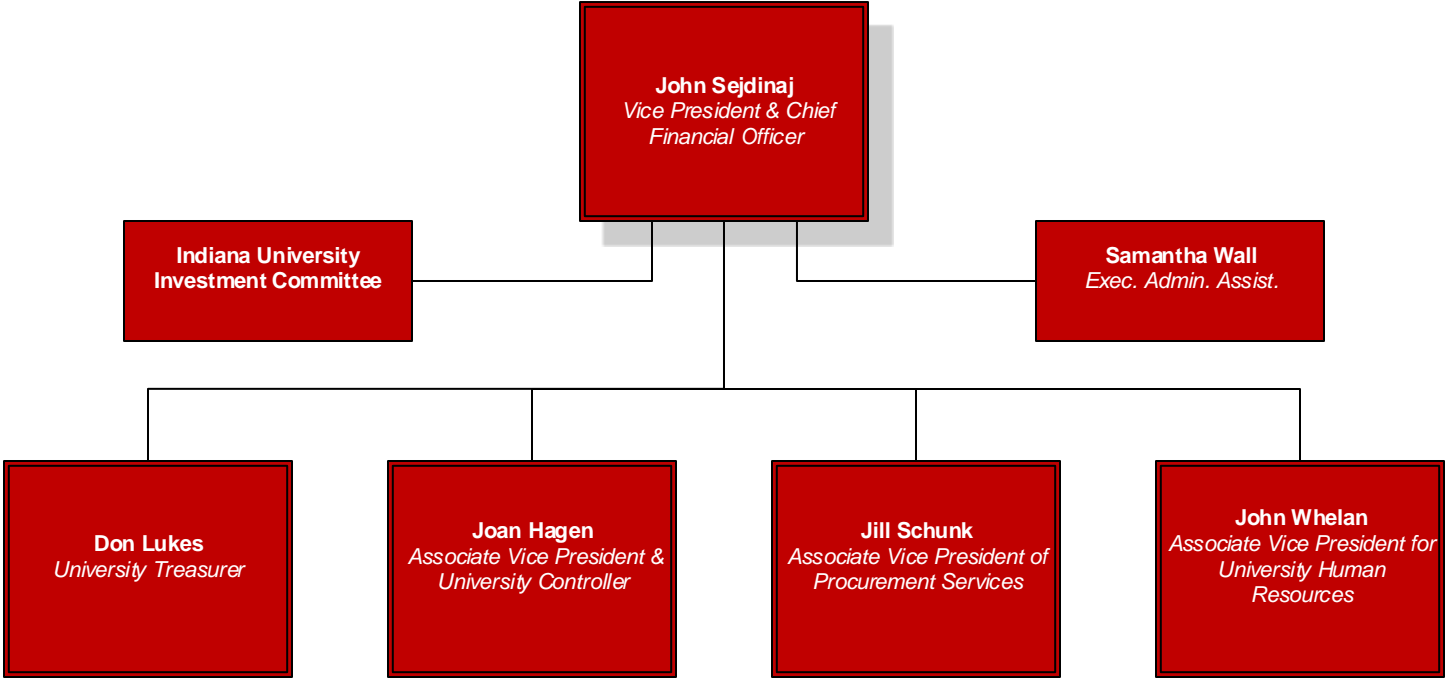 John Sejdinaj
Vice President & Chief
Financial Officer
Indiana University
Investment Committee
Samantha Wall
Exec. Admin. Assist.
Don Lukes
University Treasurer
Joan Hagen
Associate Vice President &
University Controller
Jill Schunk
Associate Vice President of
Procurement Services
John Whelan
Associate Vice President for
University Human
Resources